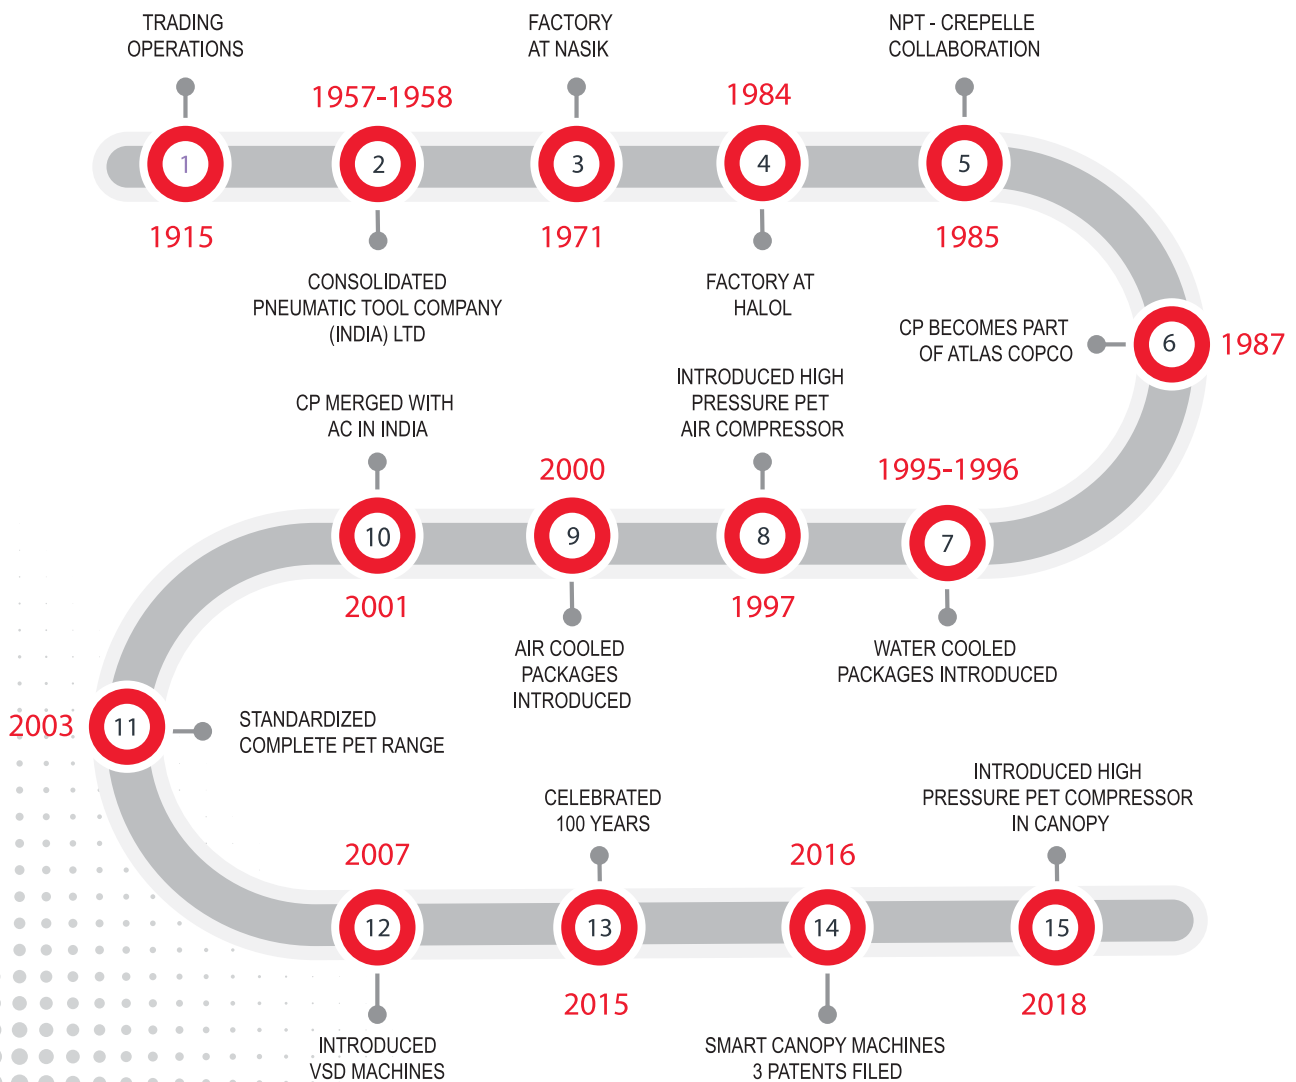 TRADING
OPERATIONS
1
1915
1957-1958
2
CONSOLIDATED
PNEUMATIC TOOL COMPANY
(INDIA) LTD
FACTORY
AT NASIK
3
1971
1984
4
FACTORY AT
HALOL
NPT - CREPELLE
COLLABORATION
5
1985
CP BECOMES PART
OF ATLAS COPCO
6
1987
1995-1996
7
WATER COOLED
PACKAGES INTRODUCED
INTRODUCED HIGH
PRESSURE PET
AIR COMPRESSOR
8
1997
2000
9
AIR COOLED
PACKAGES
INTRODUCED
CP MERGED WITH
AC IN INDIA
10
2001
2003
11
STANDARDIZED
COMPLETE PET RANGE
2007
12
INTRODUCED
VSD MACHINES
CELEBRATED
100 YEARS
13
2015
2016
14
SMART CANOPY MACHINES
3 PATENTS FILED
INTRODUCED HIGH
PRESSURE PET COMPRESSOR
IN CANOPY
15
2018